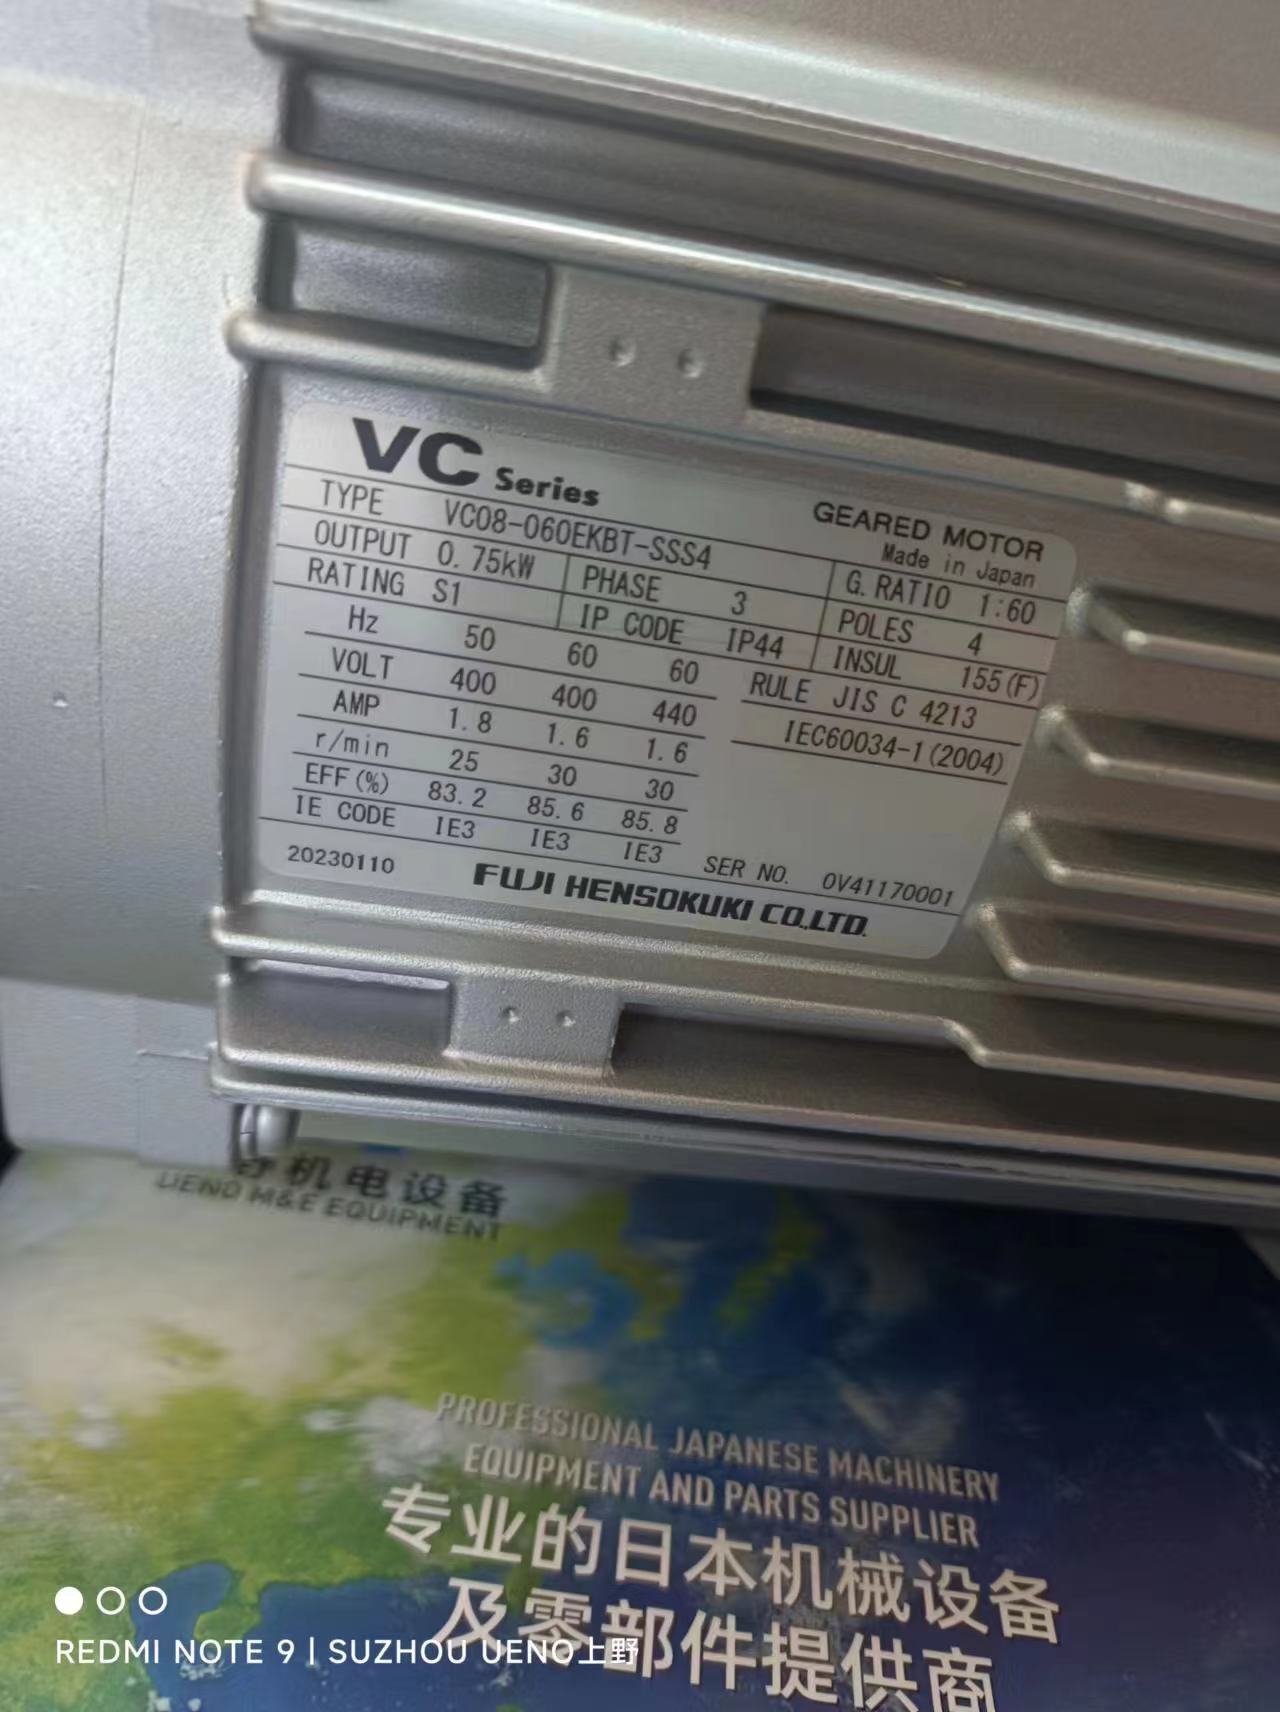 VC Series
GEARED MOTOR
Made in Japan
TYPE VC08-060EKBT-SSS4
OUTPUT 0.75kW PHASE 3 G.RATIO 1:60
RATING S1 IP CODE IP44 POLES 4
INSUL 155(F)
Hz 50 60 60
RULE JIS C 4213
VOLT 400 400 440
IEC60034-1(2004)
AMP 1.8 1.6 1.6
r/min 25 30 30
EFF(%) 83.2 85.6 85.8
IE CODE IE3 IE3 IE3
SER NO. 0V41170001
20230110 FUJI HENSOKUKI CO.,LTD.
机电设备
UENO M&E EQUIPMENT
PROFESSIONAL JAPANESE MACHINERY
EQUIPMENT AND PARTS SUPPLIER
专业的日本机械设备
及零部件提供商
REDMI NOTE 9 | SUZHOU UENO上野